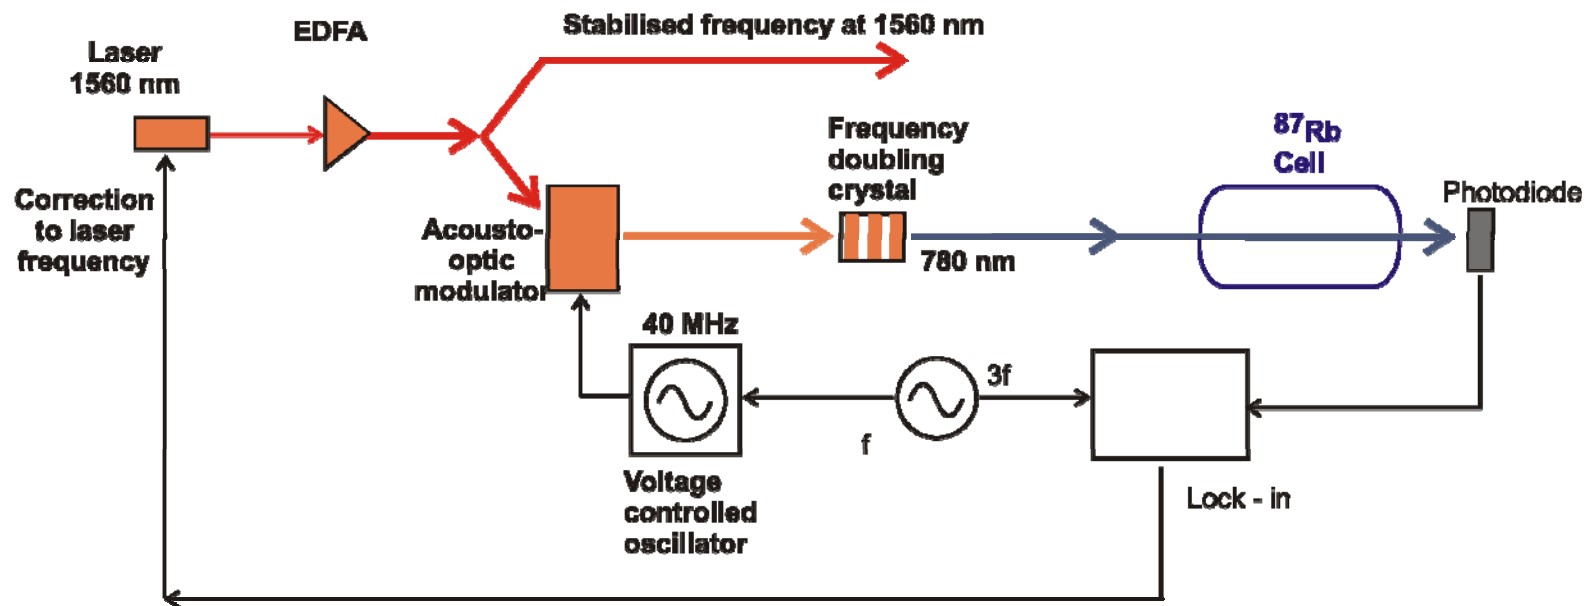 EDFA
Stabilised frequency at 1560 nm
Laser
1560 nm
Frequency
doubling
crystal
87Rb
Cell
Photodiode
Correction
to laser
frequency
Acousto-
optic
modulator
780 nm
40 MHz
3f
f
Voltage
controlled
oscillator
Lock - in